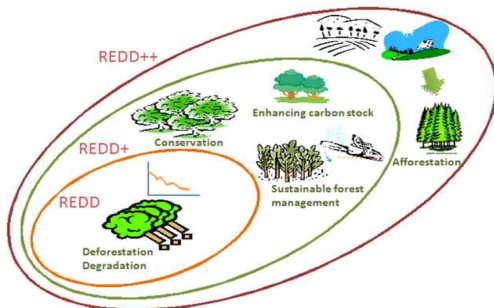 REDD++
Enhancing carbon stock
Conservation
REDD+
Afforestation
Sustainable forest
management
REDD
Deforestation
Degradation